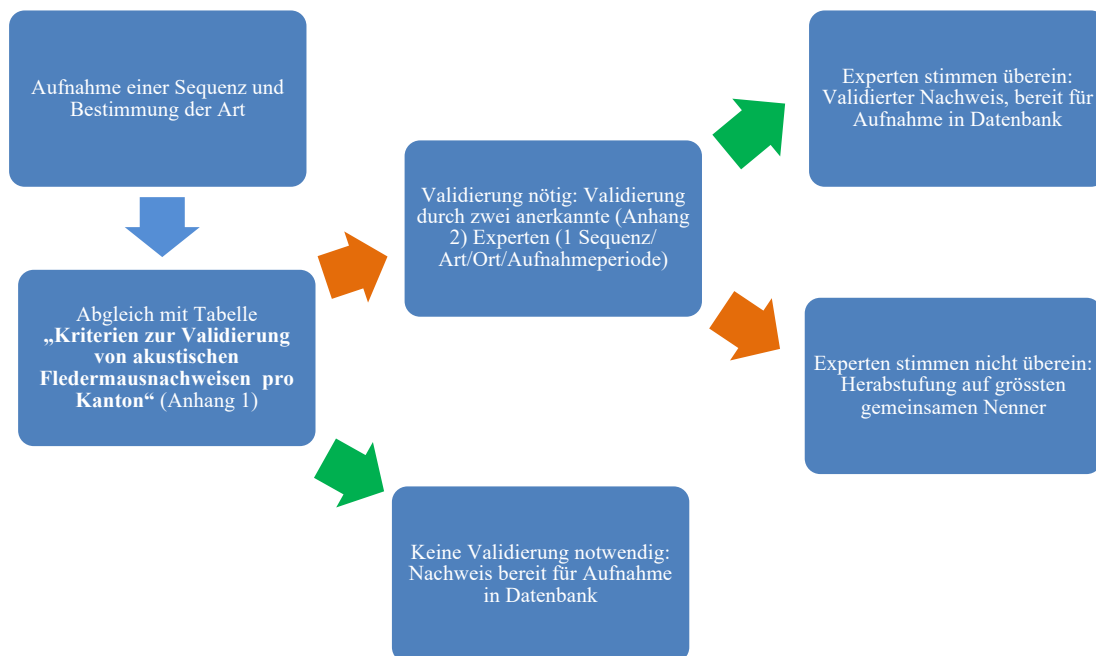 Aufnahme einer Sequenz und
Bestimmung der Art
Abgleich mit Tabelle
„Kriterien zur Validierung
von akustischen
Fledermausnachweisen pro
Kanton“ (Anhang 1)
Validierung nötig: Validierung
durch zwei anerkannte (Anhang
2) Experten (1 Sequenz/
Art/Ort/Aufnahmeperiode)
Keine Validierung notwendig:
Nachweis bereit für Aufnahme
in Datenbank
Experten stimmen überein:
Validierter Nachweis, bereit für
Aufnahme in Datenbank
Experten stimmen nicht überein:
Herabstufung auf grössten
gemeinsamen Nenner